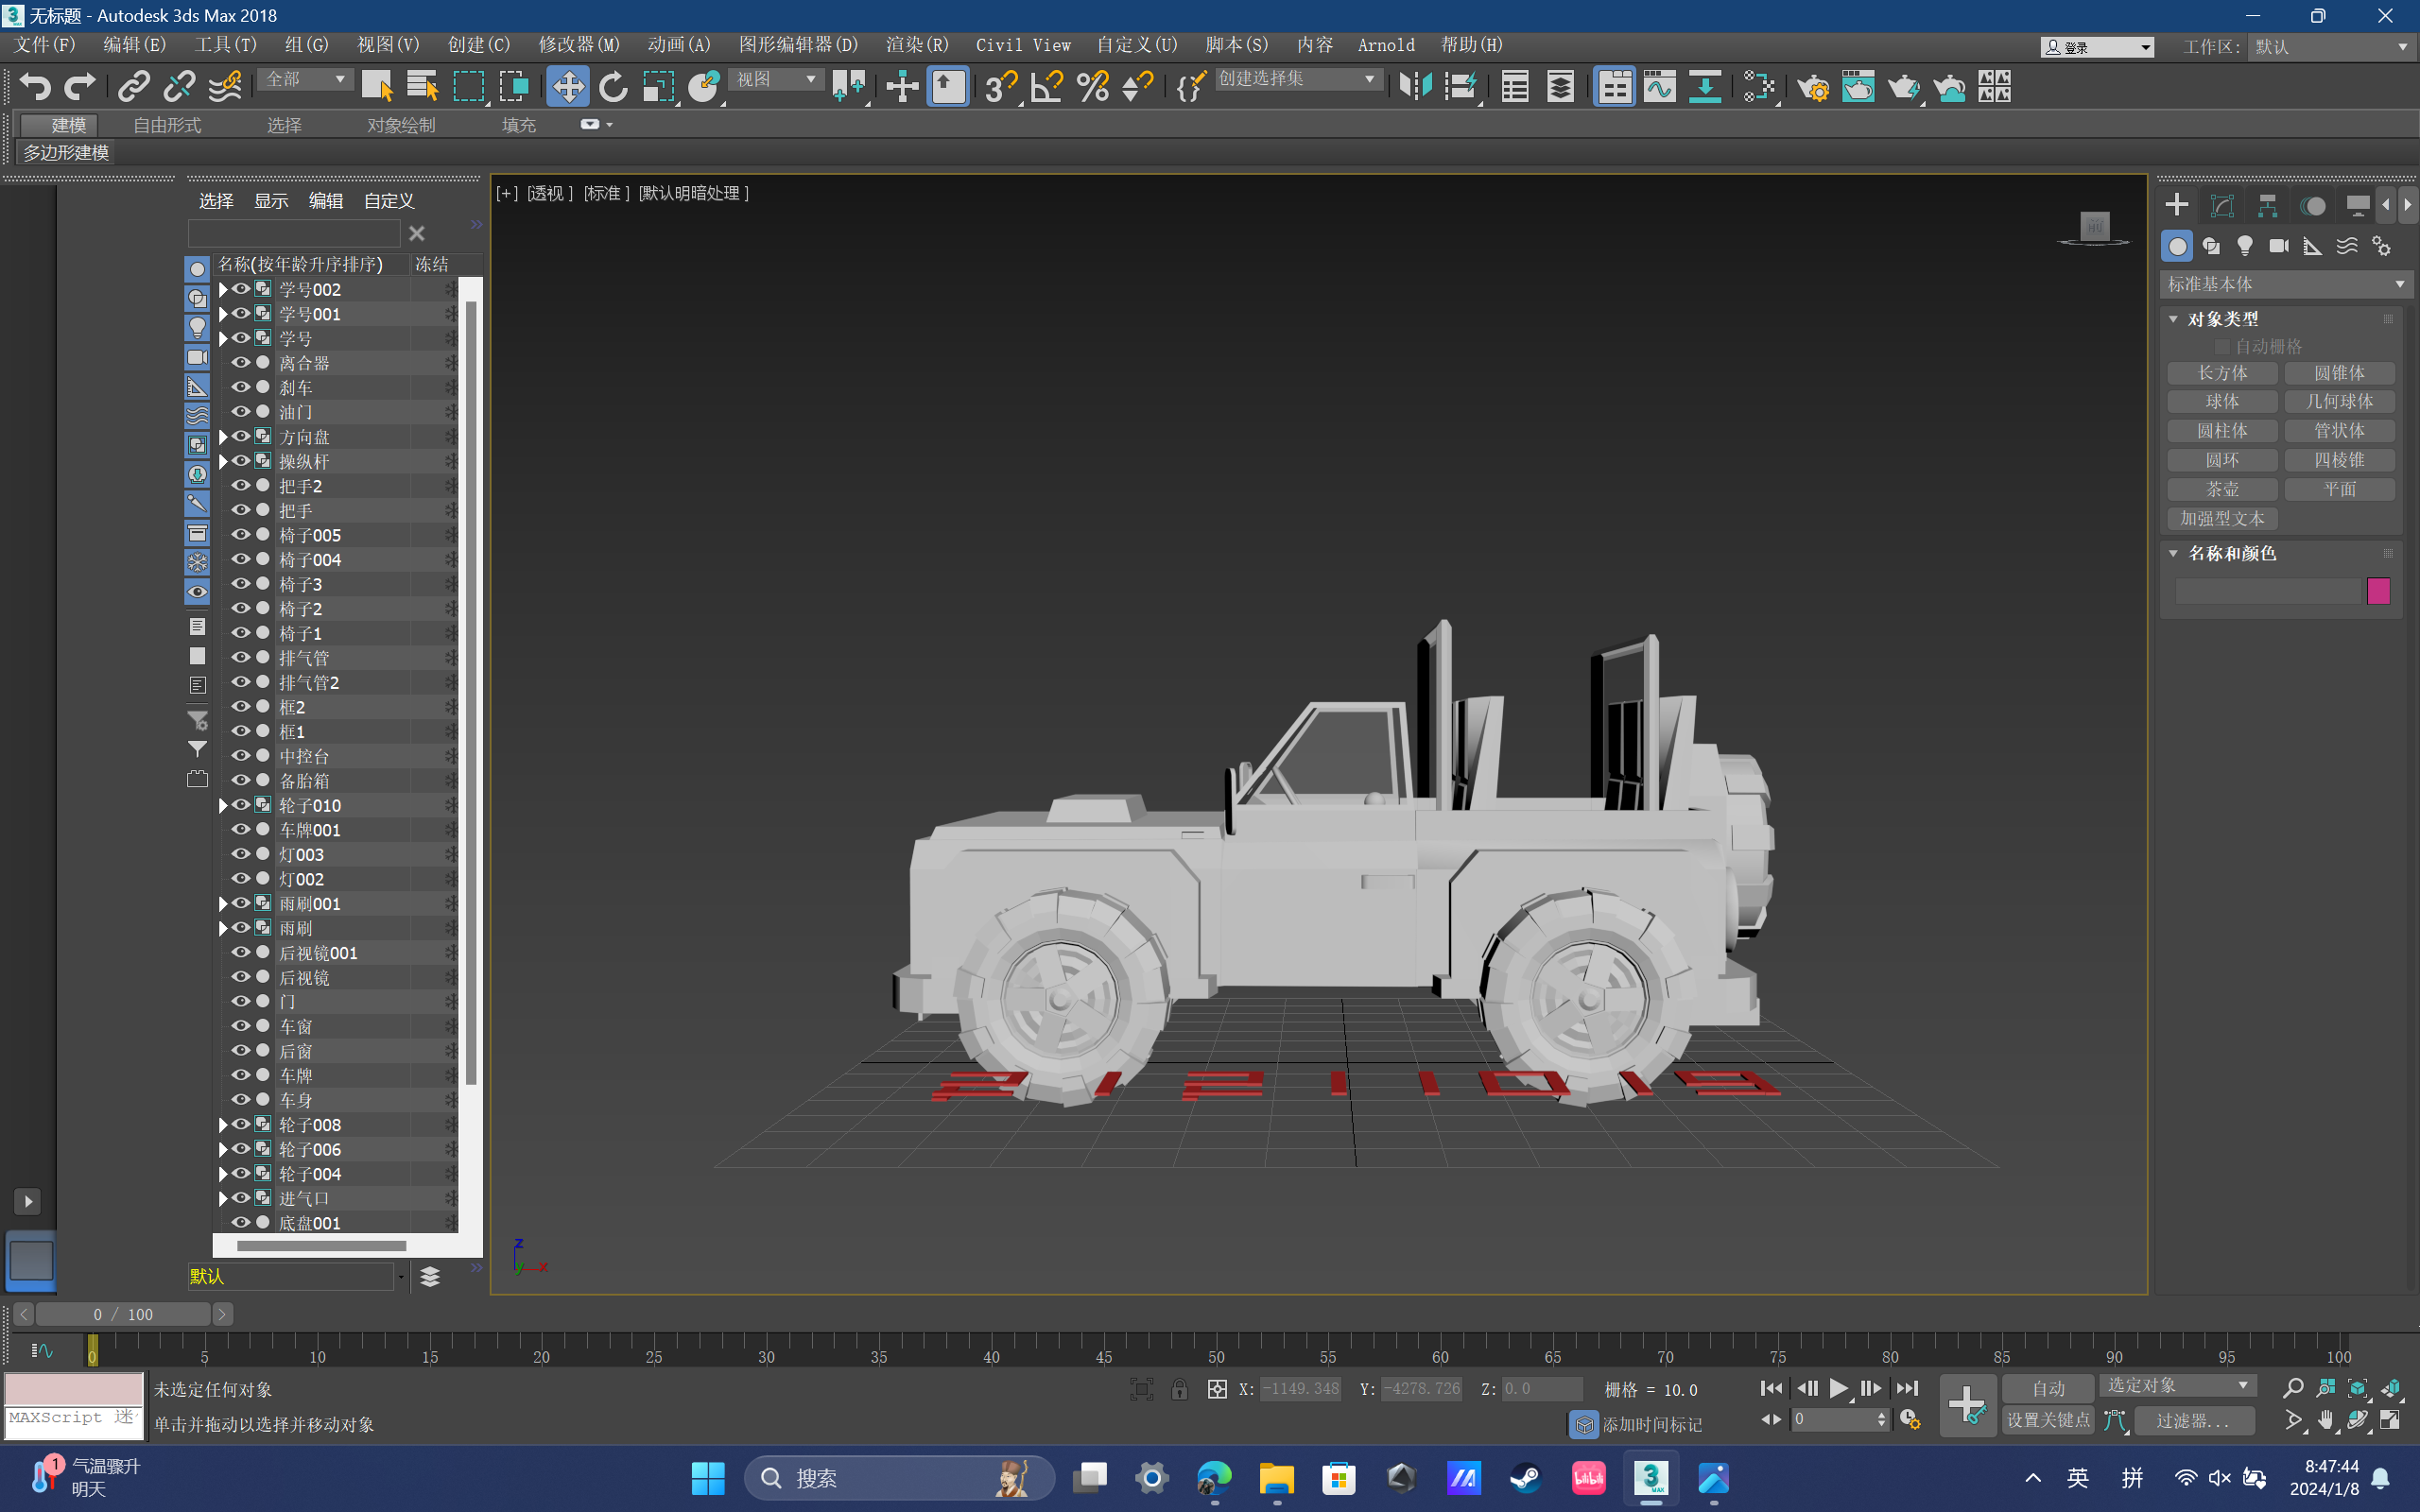 无标题 - Autodesk 3ds Max 2018
文件(F) 编辑(E) 工具(T) 组(G) 视图(V) 创建(C) 修改器(M) 动画(A) 图形编辑器(D) 渲染(R) Civil View 自定义(U) 脚本(S) 内容 Arnold 帮助(H) 登录 工作区: 默认
全部 视图 创建选择集
建模 自由形式 选择 对象绘制 填充
多边形建模
选择 显示 编辑 自定义
名称(按年龄升序排序) 冻结
学号002
学号001
学号
离合器
刹车
油门
方向盘
操纵杆
把手2
把手
椅子005
椅子004
椅子3
椅子2
椅子1
排气管
排气管2
框2
框1
中控台
备胎箱
轮子010
车牌001
灯003
灯002
雨刷001
雨刷
后视镜001
后视镜
门
车窗
后窗
车牌
车身
轮子008
轮子006
轮子004
进气口
底盘001
默认
[+] [透视] [标准] [默认明暗处理]
z
y x
标准基本体
对象类型
自动栅格
长方体 圆锥体
球体 几何球体
圆柱体 管状体
圆环 四棱锥
茶壶 平面
加强型文本
名称和颜色
0 / 100
0 5 10 15 20 25 30 35 40 45 50 55 60 65 70 75 80 85 90 95 100
未选定任何对象 X: -1149.348 Y: -4278.726 Z: 0.0 栅格 = 10.0 自动 选定对象
MAXScript 迷 单击并拖动以选择并移动对象 添加时间标记 0 设置关键点 过滤器...
1 气温骤升
明天
搜索
bilibili
3 MAX
英 拼
8:47:44
2024/1/8